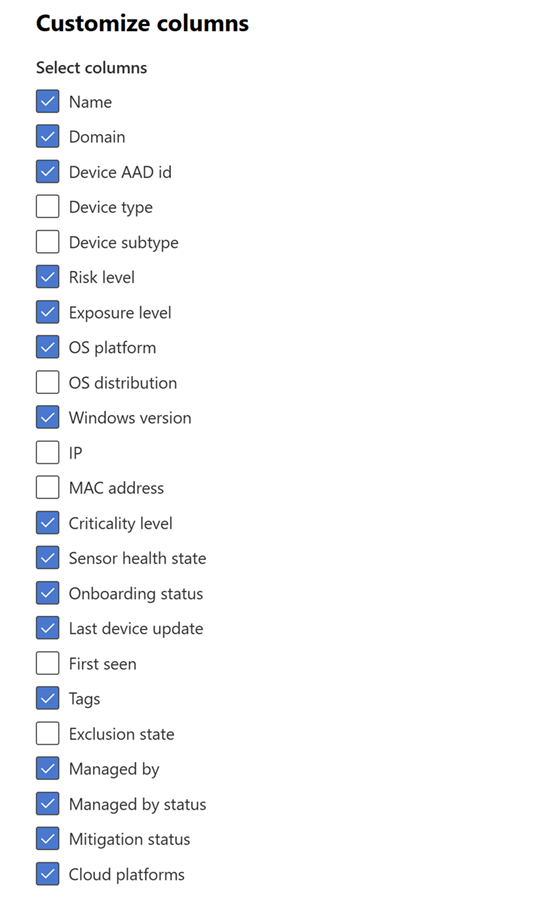 Customize columns
Select columns
Name
Domain
Device AAD id
Device type
Device subtype
Risk level
Exposure level
OS platform
OS distribution
Windows version
IP
MAC address
Criticality level
Sensor health state
Onboarding status
Last device update
First seen
Tags
Exclusion state
Managed by
Managed by status
Mitigation status
Cloud platforms